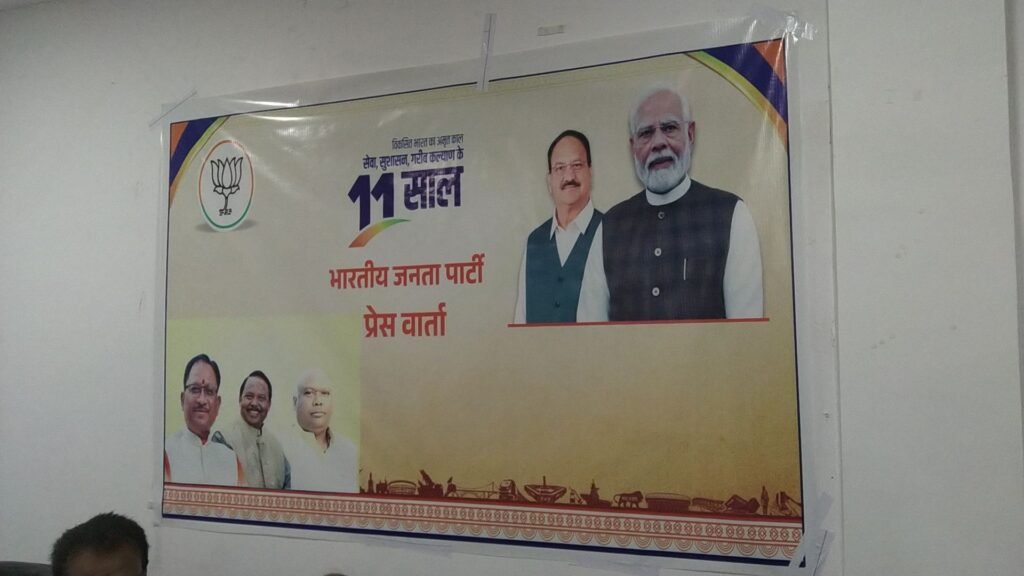 विकसित भारत का अमृत काल
सेवा, सुशासन, गरीब कल्याण के
11 साल
भारतीय जनता पार्टी
प्रेस वार्ता